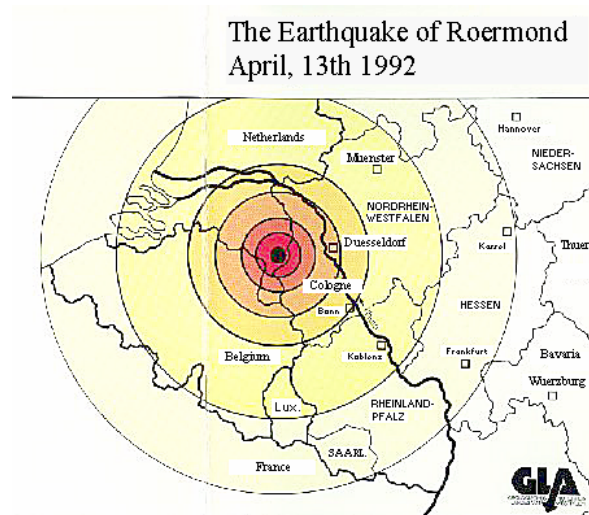 The Earthquake of Roermond
April, 13th 1992
Hannover
Netherlands
Muenster
NIEDER-
SACHSEN
NORDRHEIN-
WESTFALEN
Duesseldorf
Kassel
Thuer
Cologne
Bonn
HESSEN
Belgium
Koblenz
Frankfurt
Bavaria
Wuerzburg
Lux.
RHEINLAND-
PFALZ
SAARL
France
GLA